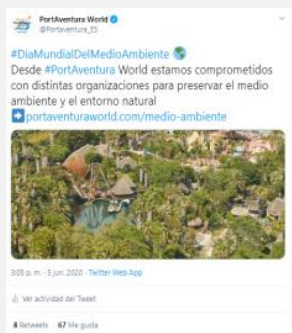 PortAventura World
@Portaventura_ES
#DiaMundialDelMedioAmbiente
Desde #PortAventura World estamos comprometidos
con distintas organizaciones para preservar el medio
ambiente y el entorno natural
portaventuraworld.com/medio-ambiente
3:05 p. m. · 5 jun. 2020 · Twitter Web App
Ver actividad del Tweet
8 Retweets 67 Me gusta